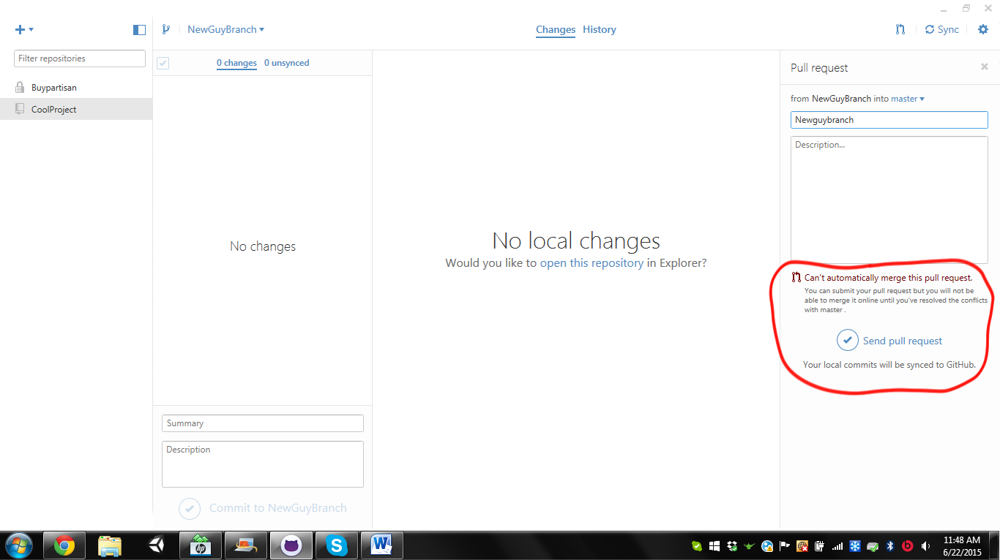 NewGuyBranch
Changes History
Sync
Filter repositories
Buypartisan
CoolProject
0 changes 0 unsynced
No changes
Summary
Description
Commit to NewGuyBranch
No local changes
Would you like to open this repository in Explorer?
Pull request
from NewGuyBranch into master
Newguybranch
Description...
Can't automatically merge this pull request.
You can submit your pull request but you will not be
able to merge it online until you've resolved the conflicts
with master .
Send pull request
Your local commits will be synced to GitHub.
hp
S
W
11:48 AM
6/22/2015